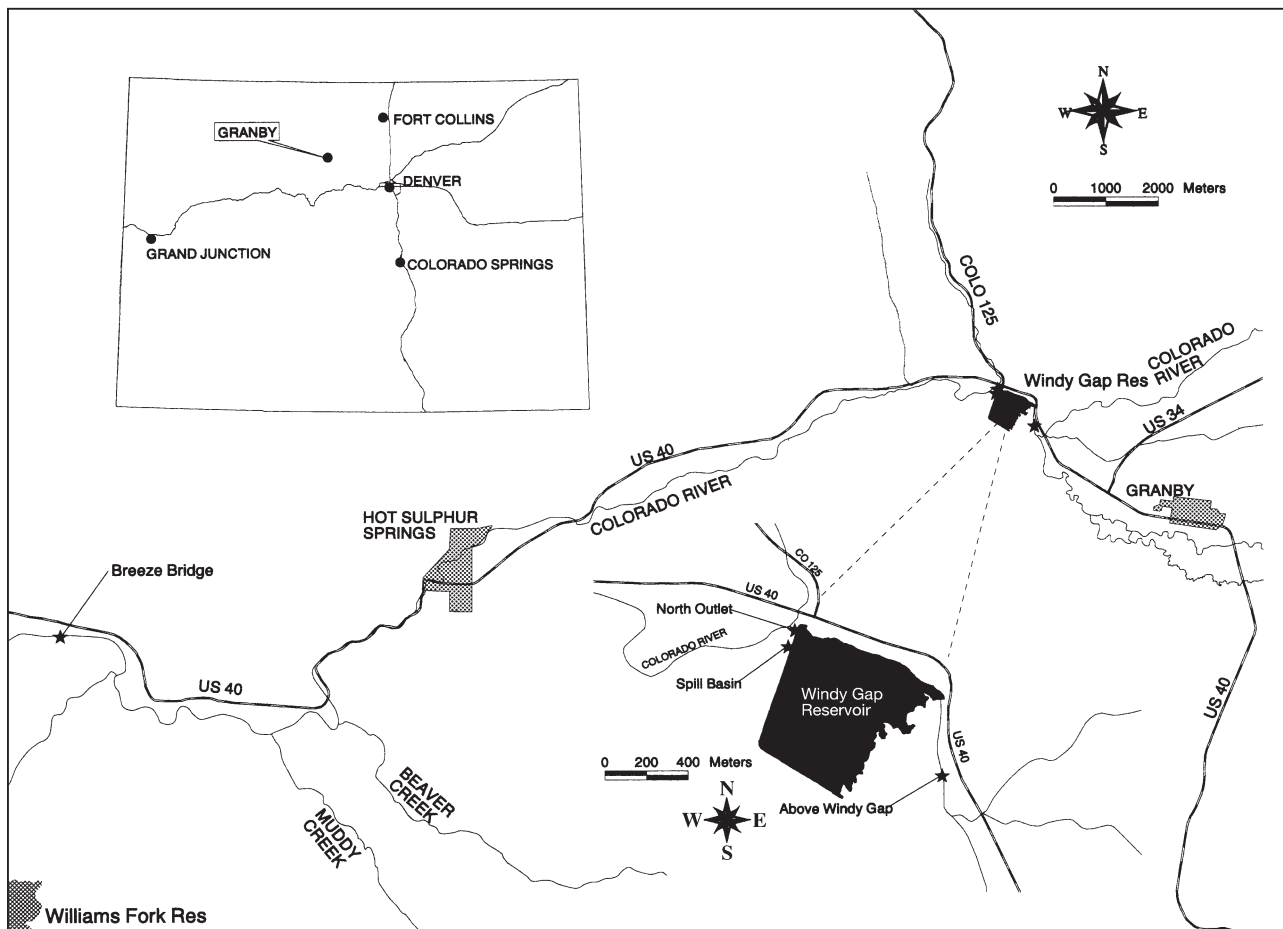 FORT COLLINS
GRANBY
DENVER
GRAND JUNCTION
COLORADO SPRINGS
N
W E
S
0 1000 2000 Meters
COLO 125
COLORADO
RIVER
Windy Gap Res
US 34
US 40
GRANBY
COLORADO RIVER
HOT SULPHUR
SPRINGS
Breeze Bridge
CO 125
US 40
North Outlet
COLORADO RIVER
Spill Basin
Windy Gap
Reservoir
US 40
US 40
US 40
0 200 400 Meters
N
W E
S
Above Windy Gap
BEAVER
CREEK
MUDDY
CREEK
Williams Fork Res